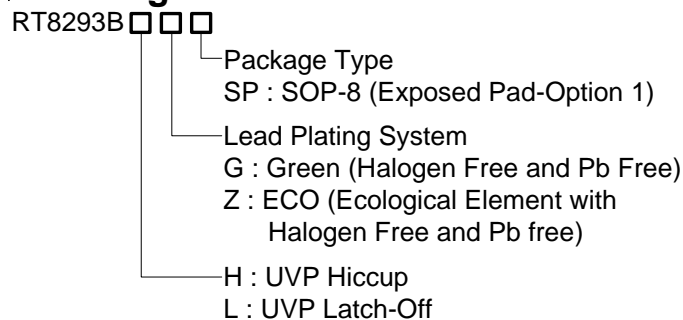 RT8293B
Package Type
SP : SOP-8 (Exposed Pad-Option 1)
Lead Plating System
G : Green (Halogen Free and Pb Free)
Z : ECO (Ecological Element with
Halogen Free and Pb free)
H : UVP Hiccup
L : UVP Latch-Off